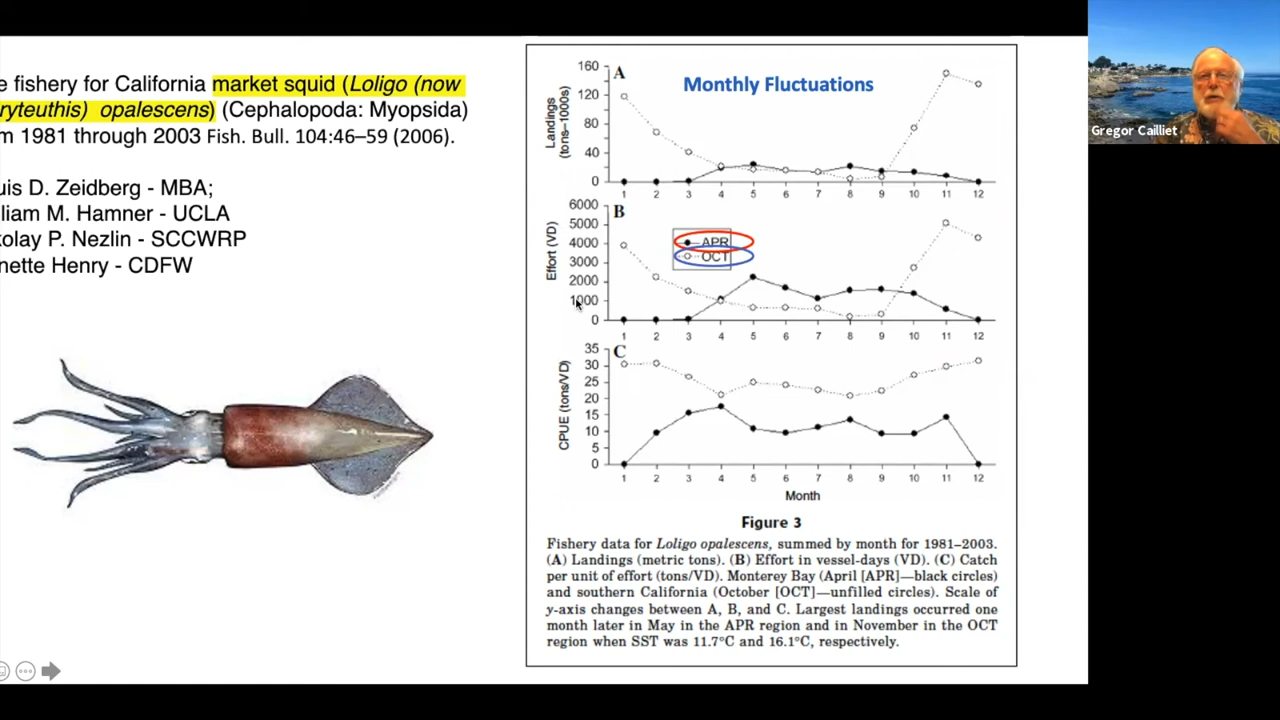 e fishery for California market squid (Loligo (now
ryteuthis) opalescens) (Cephalopoda: Myopsida)
m 1981 through 2003 Fish. Bull. 104:46–59 (2006).
uis D. Zeidberg - MBA;
liam M. Hamner - UCLA
kolay P. Nezlin - SCCWRP
nette Henry - CDFW
Monthly Fluctuations
A
Landings
(tons–1000s)
160
120
80
40
0
1 2 3 4 5 6 7 8 9 10 11 12
B
Effort (VD)
6000
5000
4000
3000
2000
1000
0
APR
OCT
1 2 3 4 5 6 7 8 9 10 11 12
C
CPUE (tons/VD)
35
30
25
20
15
10
5
0
1 2 3 4 5 6 7 8 9 10 11 12
Month
Figure 3
Fishery data for Loligo opalescens, summed by month for 1981–2003.
(A) Landings (metric tons). (B) Effort in vessel-days (VD). (C) Catch
per unit of effort (tons/VD). Monterey Bay (April [APR]—black circles)
and southern California (October [OCT]—unfilled circles). Scale of
y-axis changes between A, B, and C. Largest landings occurred one
month later in May in the APR region and in November in the OCT
region when SST was 11.7°C and 16.1°C, respectively.
Gregor Cailliet